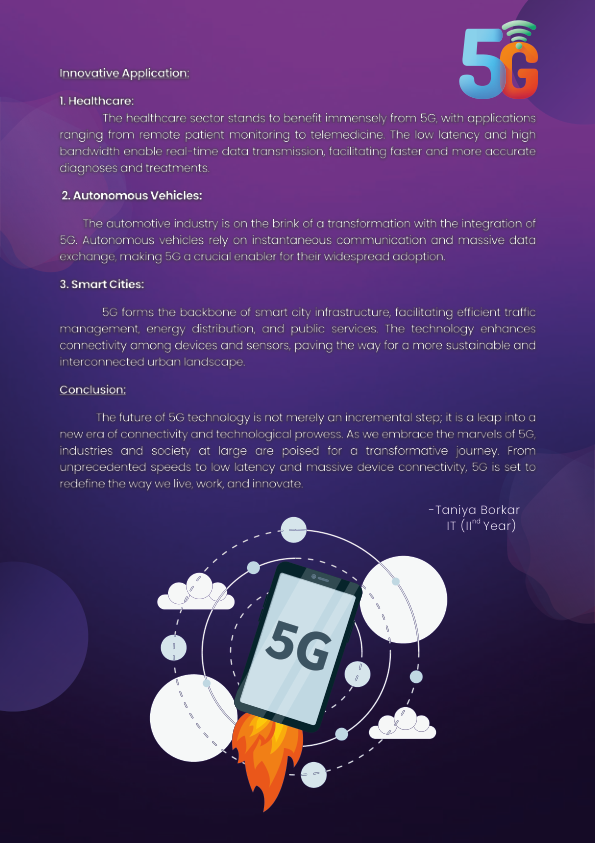 5G
Innovative Application:
1. Healthcare:
The healthcare sector stands to benefit immensely from 5G, with applications
ranging from remote patient monitoring to telemedicine. The low latency and high
bandwidth enable real-time data transmission, facilitating faster and more accurate
diagnoses and treatments.
2. Autonomous Vehicles:
The automotive industry is on the brink of a transformation with the integration of
5G. Autonomous vehicles rely on instantaneous communication and massive data
exchange, making 5G a crucial enabler for their widespread adoption.
3. Smart Cities:
5G forms the backbone of smart city infrastructure, facilitating efficient traffic
management, energy distribution, and public services. The technology enhances
connectivity among devices and sensors, paving the way for a more sustainable and
interconnected urban landscape.
Conclusion:
The future of 5G technology is not merely an incremental step; it is a leap into a
new era of connectivity and technological prowess. As we embrace the marvels of 5G,
industries and society at large are poised for a transformative journey. From
unprecedented speeds to low latency and massive device connectivity, 5G is set to
redefine the way we live, work, and innovate.
-Taniya Borkar
IT (IInd Year)
5G